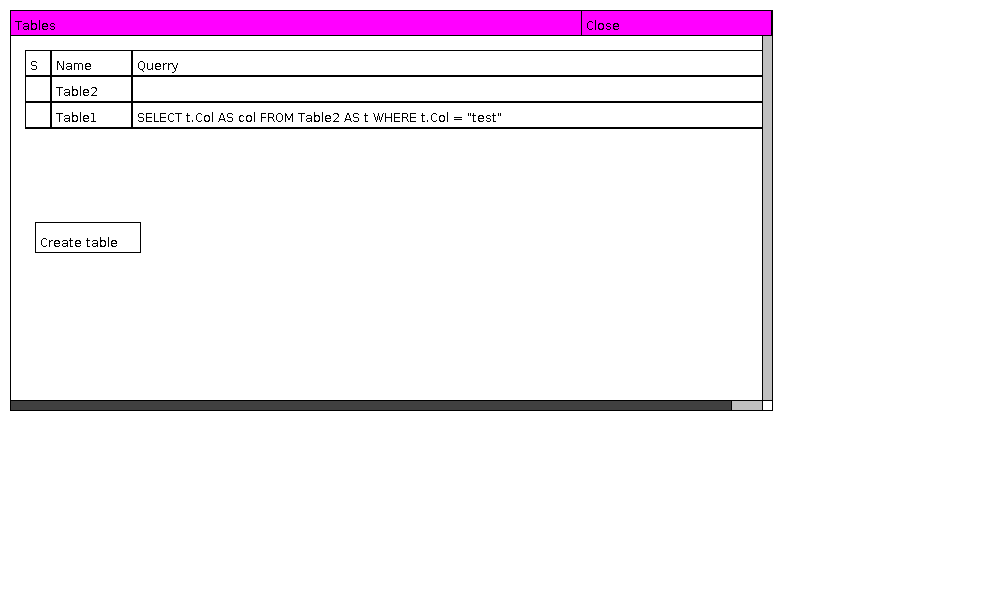 Tables Close
S Name Querry
Table2
Table1 SELECT t.Col AS col FROM Table2 AS t WHERE t.Col = "test"
Create table